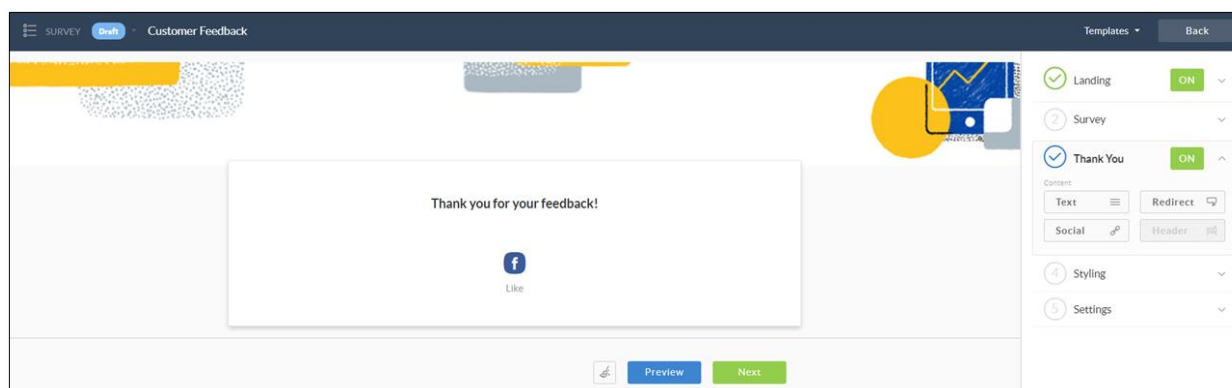 SURVEY Draft Customer Feedback Templates Back
Landing ON
2 Survey
Thank You ON
Content
Text Redirect
Social Header
4 Styling
5 Settings
Thank you for your feedback!
f
Like
Preview Next